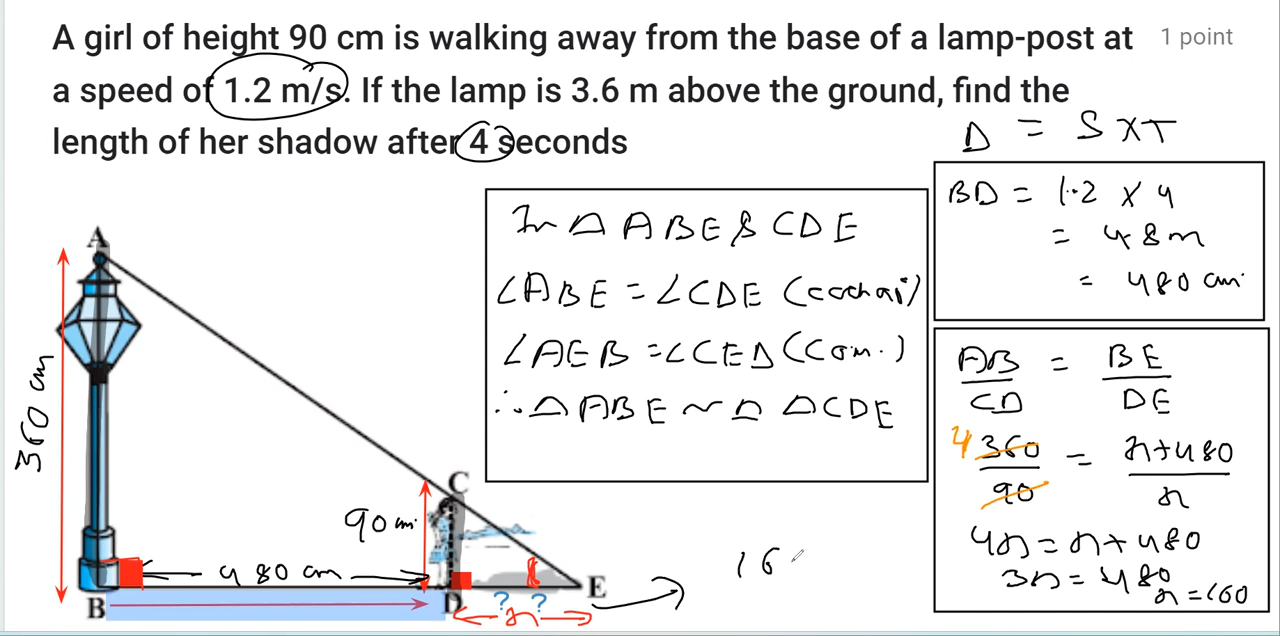 A girl of height 90 cm is walking away from the base of a lamp-post at
1 point
a speed of 1.2 m/s. If the lamp is 3.6 m above the ground, find the
length of her shadow after 4 seconds
D = S X T
BD = 1.2 X 4
= 4 8 m
= 480 cm.
In Δ ABE & CDE
∠ABE = ∠CDE
∠AEB = ∠CED (Com.)
∴ Δ ABE ~ Δ Δ CDE
AB/CD = BE/DE
4 360/90 = x+480/x
4x = x + 480
3x = 480
x = 160
A
360 cm
C
90 cm
480 cm
B
D
E
? ?
x
16